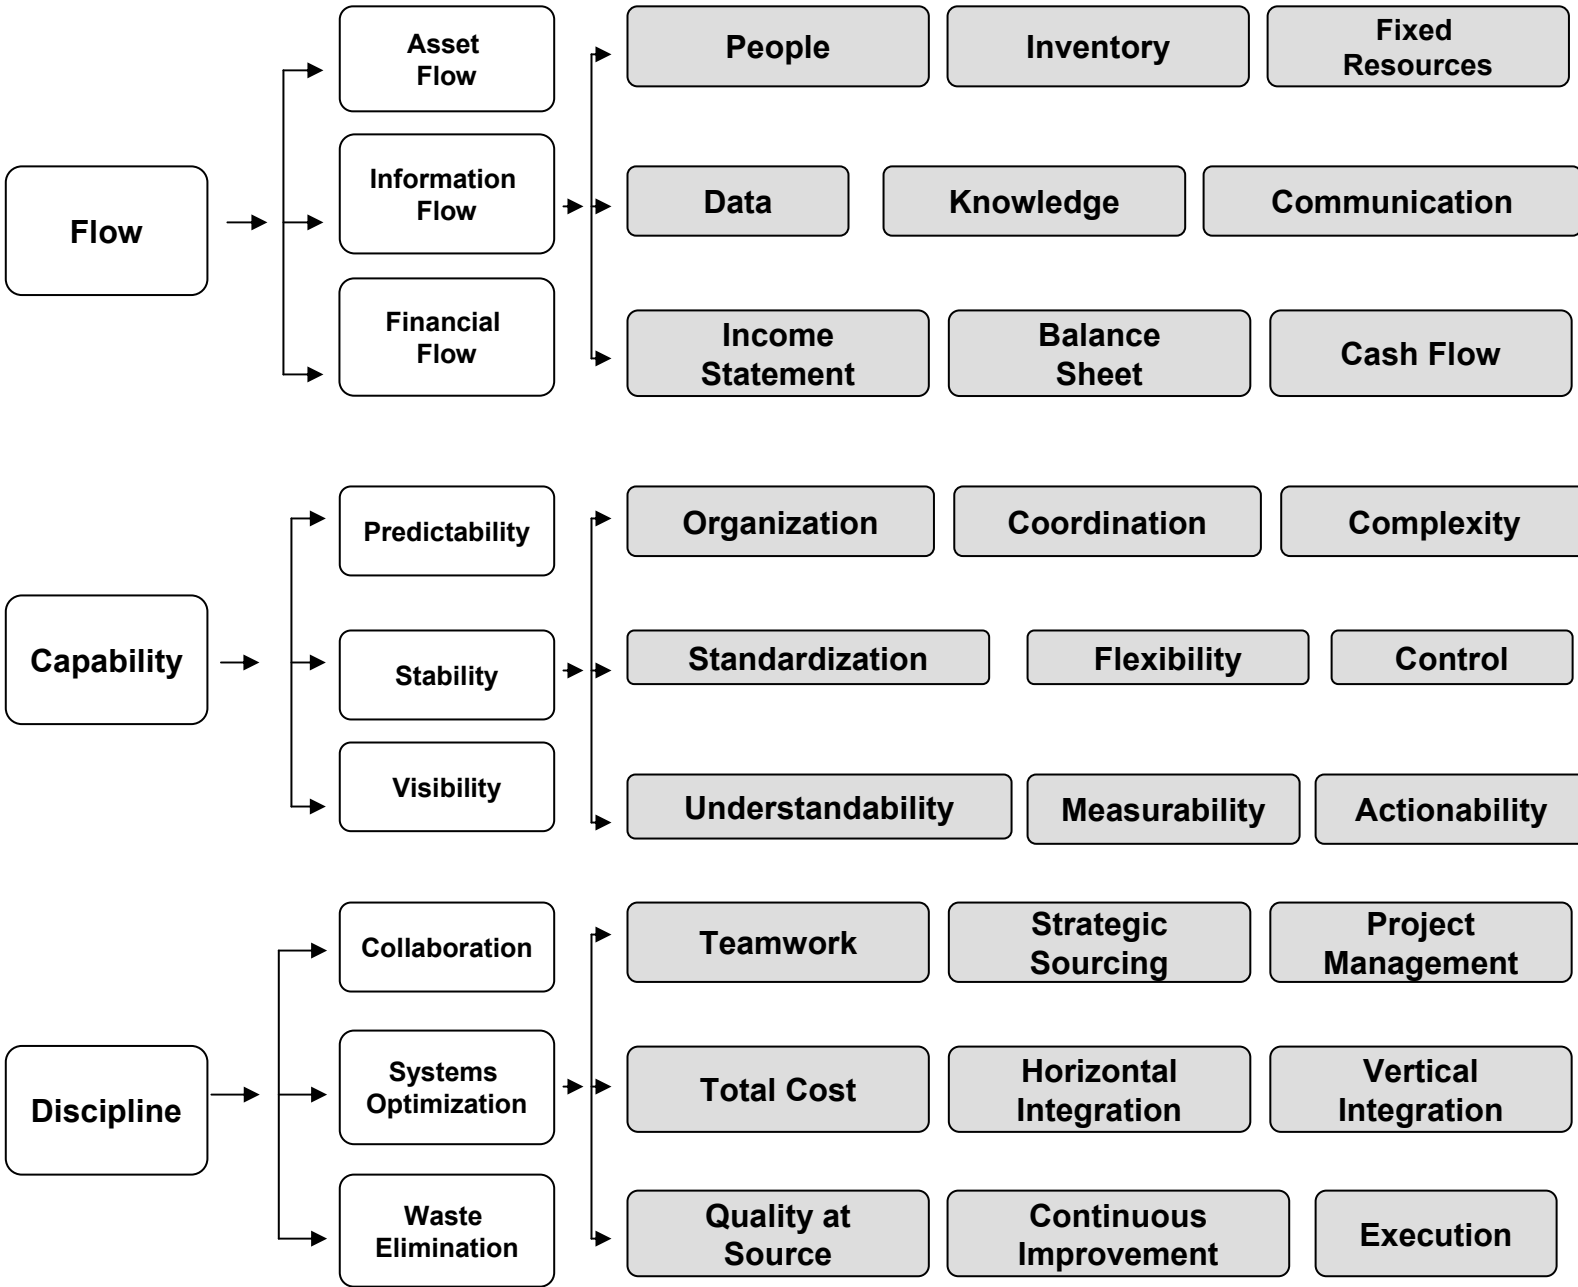 Flow
Asset
Flow
Information
Flow
Financial
Flow
People
Inventory
Fixed
Resources
Data
Knowledge
Communication
Income
Statement
Balance
Sheet
Cash Flow
Capability
Predictability
Stability
Visibility
Organization
Coordination
Complexity
Standardization
Flexibility
Control
Understandability
Measurability
Actionability
Discipline
Collaboration
Systems
Optimization
Waste
Elimination
Teamwork
Strategic
Sourcing
Project
Management
Total Cost
Horizontal
Integration
Vertical
Integration
Quality at
Source
Continuous
Improvement
Execution